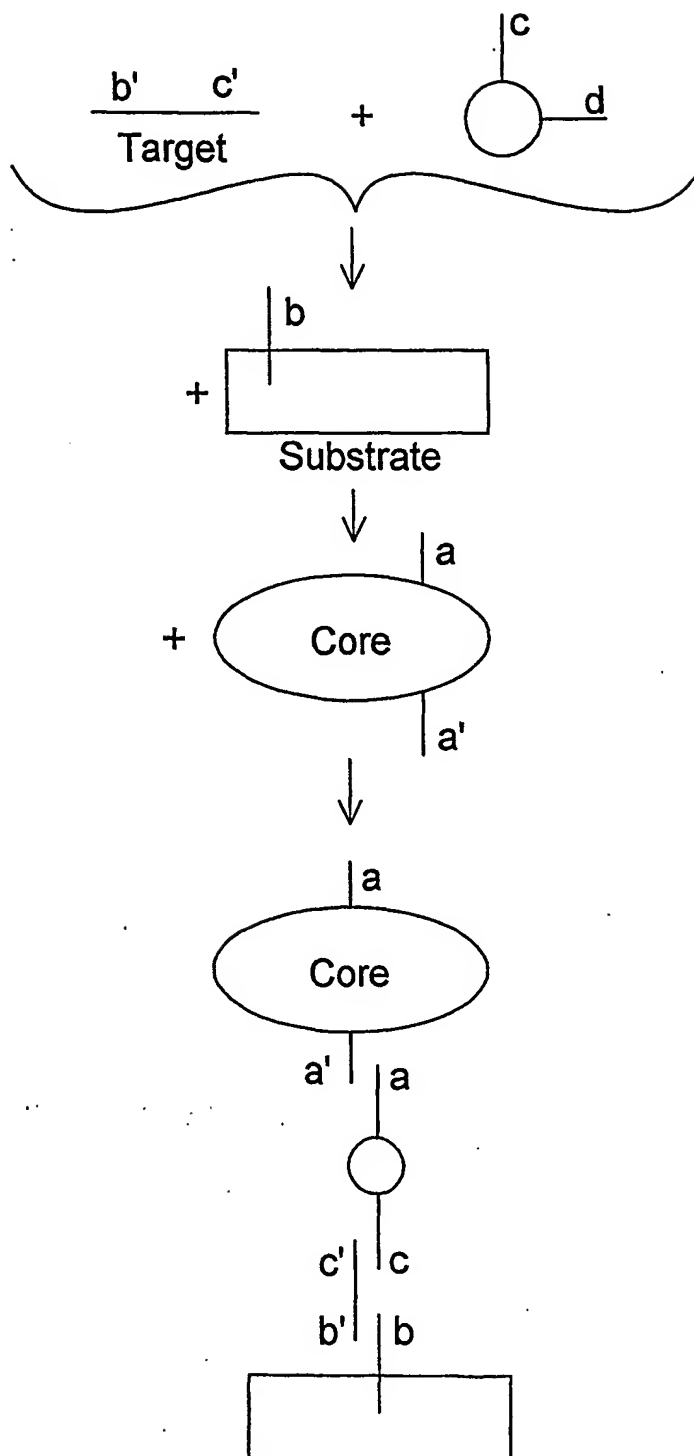 c
b' c'
+
d
Target
b
+
Substrate
a
+ Core
a'
a
Core
a' a
c' c
b' b